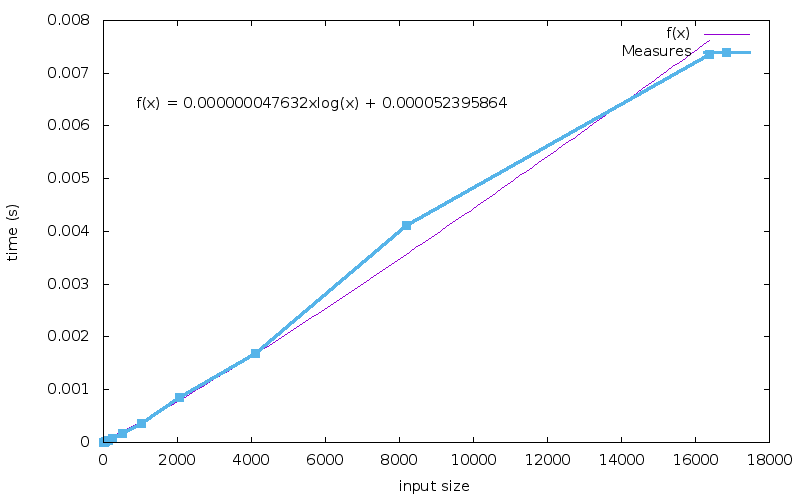 0.008
0.007
0.006
0.005
0.004
0.003
0.002
0.001
0
0 2000 4000 6000 8000 10000 12000 14000 16000 18000
time (s)
input size
f(x)
Measures
f(x) = 0.000000047632xlog(x) + 0.000052395864